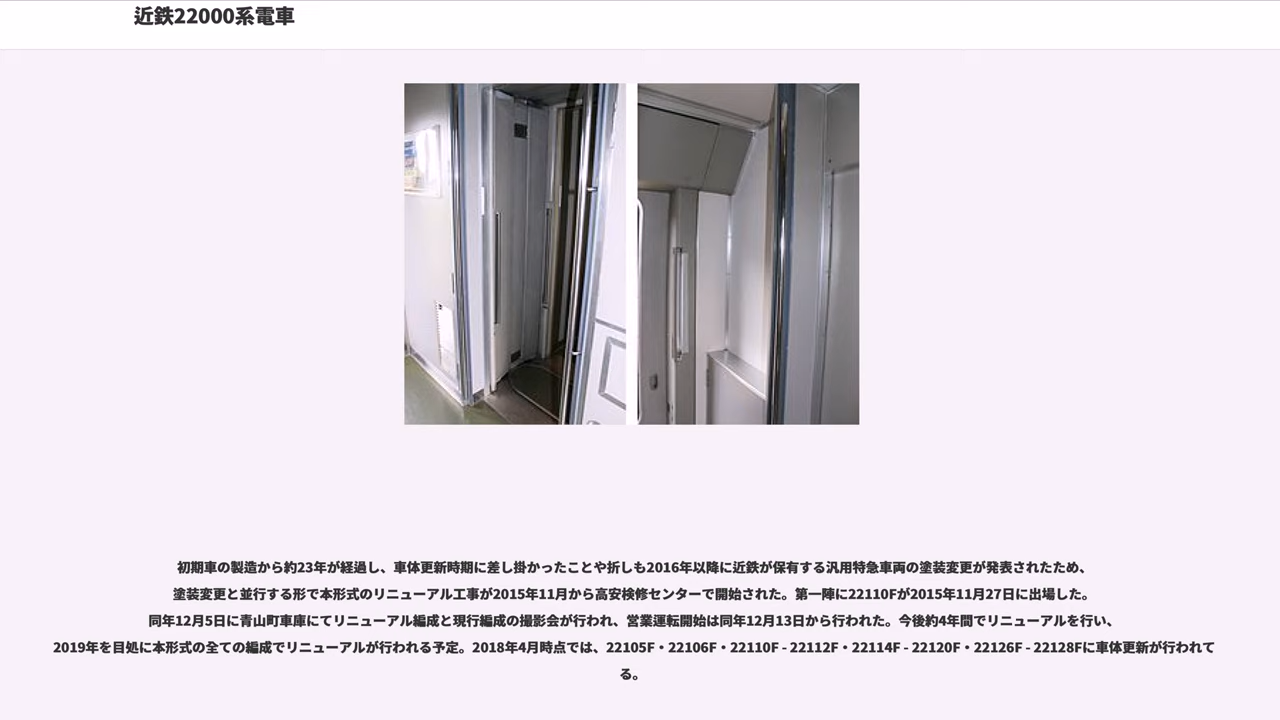 近鉄22000系電車
初期車の製造から約23年が経過し、車体更新時期に差し掛かったことや折しも2016年以降に近鉄が保有する汎用特急車両の塗装変更が発表されたため、
塗装変更と並行する形で本形式のリニューアル工事が2015年11月から高安検修センターで開始された。第一陣に22110Fが2015年11月27日に出場した。
同年12月5日に青山町車庫にてリニューアル編成と現行編成の撮影会が行われ、営業運転開始は同年12月13日から行われた。今後約4年間でリニューアルを行い、
2019年を目処に本形式の全ての編成でリニューアルが行われる予定。2018年4月時点では、22105F・22106F・22110F - 22112F・22114F - 22120F・22126F - 22128Fに車体更新が行われて
る。